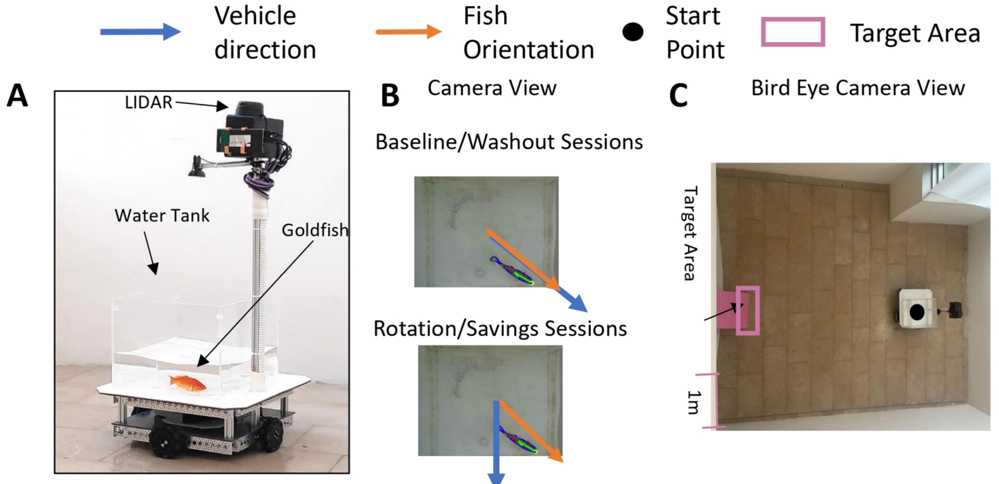 Vehicle
direction
Fish
Orientation
Start
Point
Target Area
A
LIDAR
Water Tank
Goldfish
B
Camera View
Baseline/Washout Sessions
Rotation/Savings Sessions
C
Bird Eye Camera View
Target Area
1m